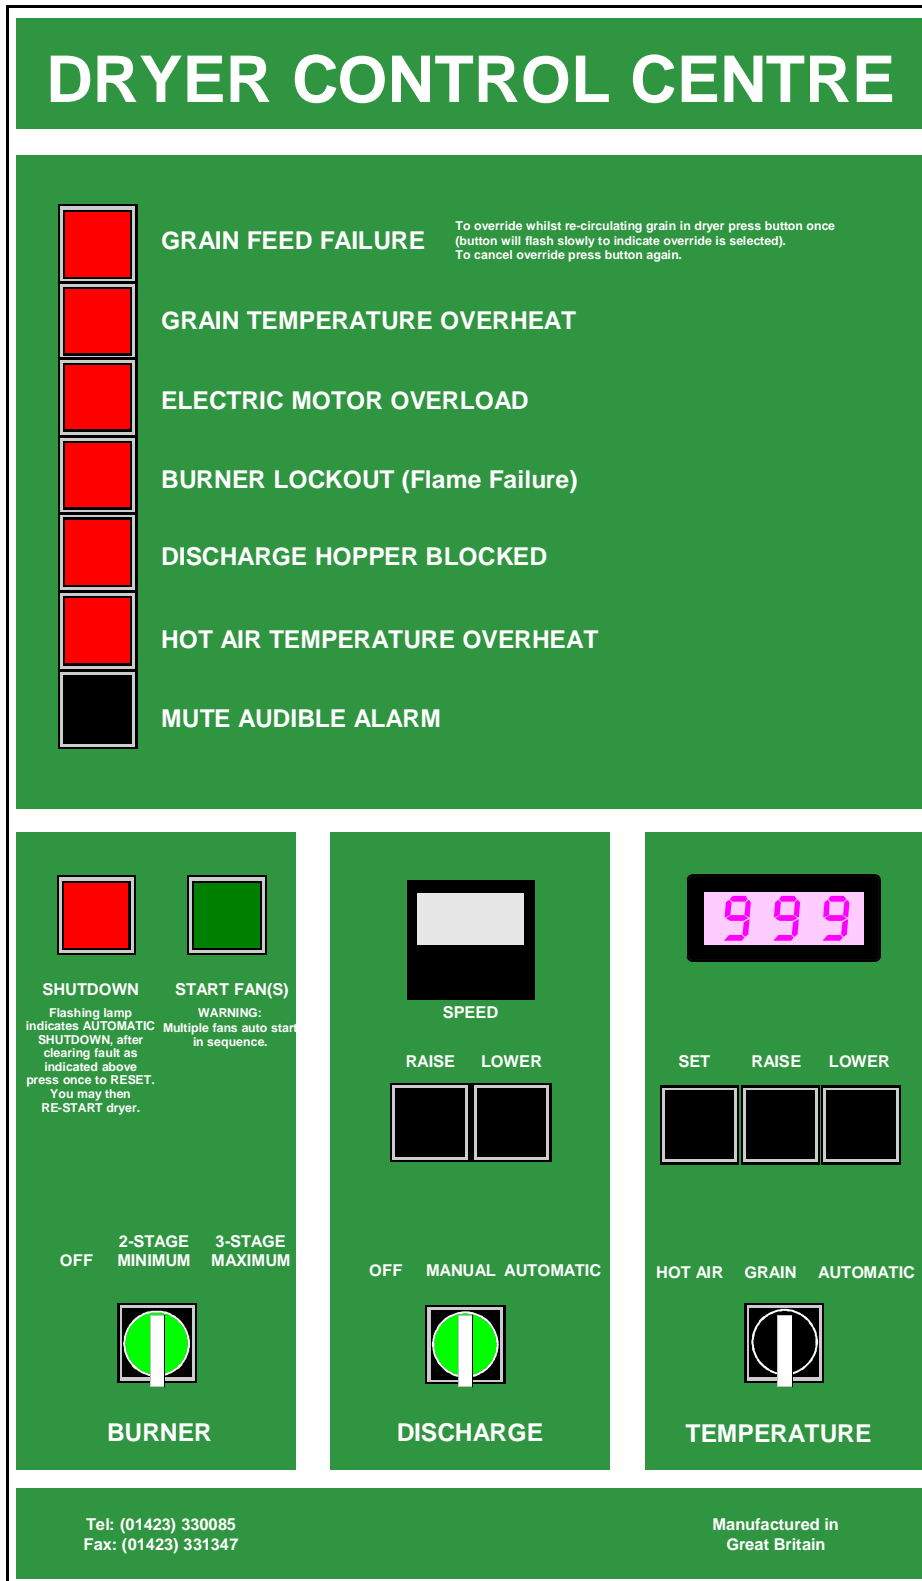 DRYER CONTROL CENTRE
GRAIN FEED FAILURE
To override whilst re-circulating grain in dryer press button once
(button will flash slowly to indicate override is selected).
To cancel override press button again.
GRAIN TEMPERATURE OVERHEAT
ELECTRIC MOTOR OVERLOAD
BURNER LOCKOUT (Flame Failure)
DISCHARGE HOPPER BLOCKED
HOT AIR TEMPERATURE OVERHEAT
MUTE AUDIBLE ALARM
SHUTDOWN
Flashing lamp
indicates AUTOMATIC
SHUTDOWN, after
clearing fault as
indicated above
press once to RESET.
You may then
RE-START dryer.
START FAN(S)
WARNING:
Multiple fans auto start
in sequence.
OFF
2-STAGE
MINIMUM
3-STAGE
MAXIMUM
BURNER
SPEED
RAISE LOWER
OFF MANUAL AUTOMATIC
DISCHARGE
999
SET RAISE LOWER
HOT AIR GRAIN AUTOMATIC
TEMPERATURE
Tel: (01423) 330085
Fax: (01423) 331347
Manufactured in
Great Britain